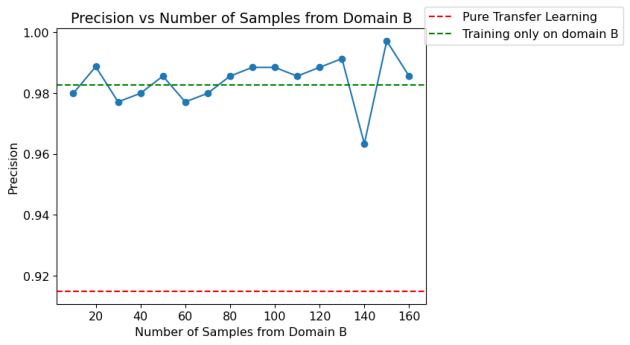 Precision vs Number of Samples from Domain B
Pure Transfer Learning
Training only on domain B
1.00
0.98
0.96
0.94
0.92
Precision
20 40 60 80 100 120 140 160
Number of Samples from Domain B